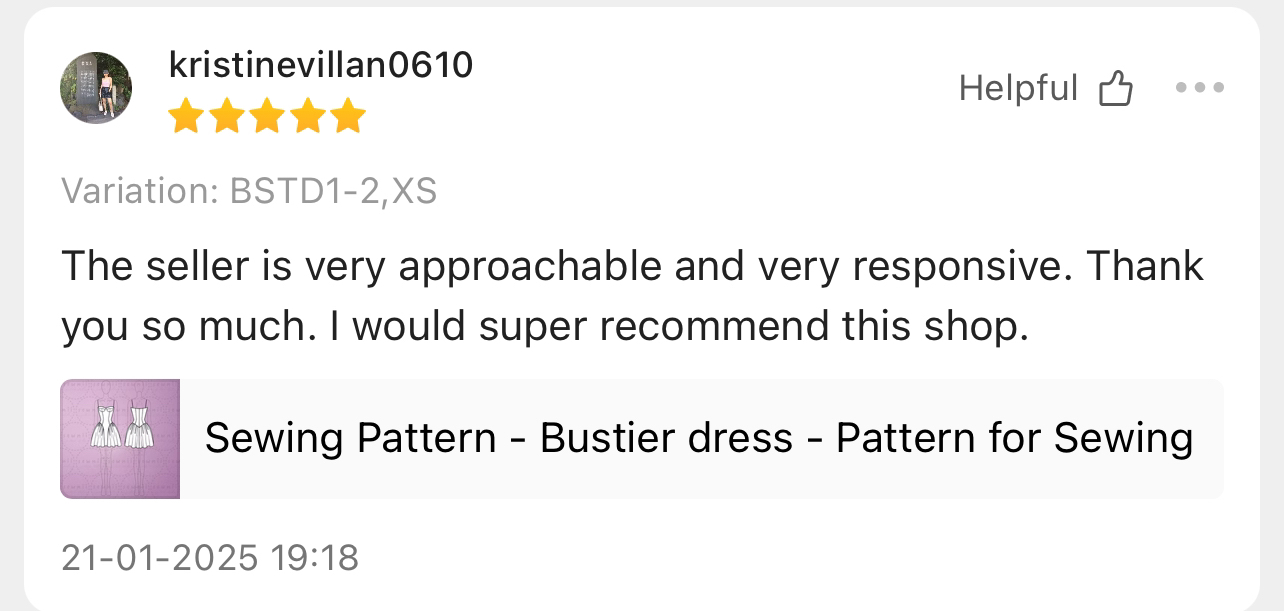 kristinevillan0610
Helpful
Variation: BSTD1-2,XS
The seller is very approachable and very responsive. Thank
you so much. I would super recommend this shop.
Sewing Pattern - Bustier dress - Pattern for Sewing
21-01-2025 19:18